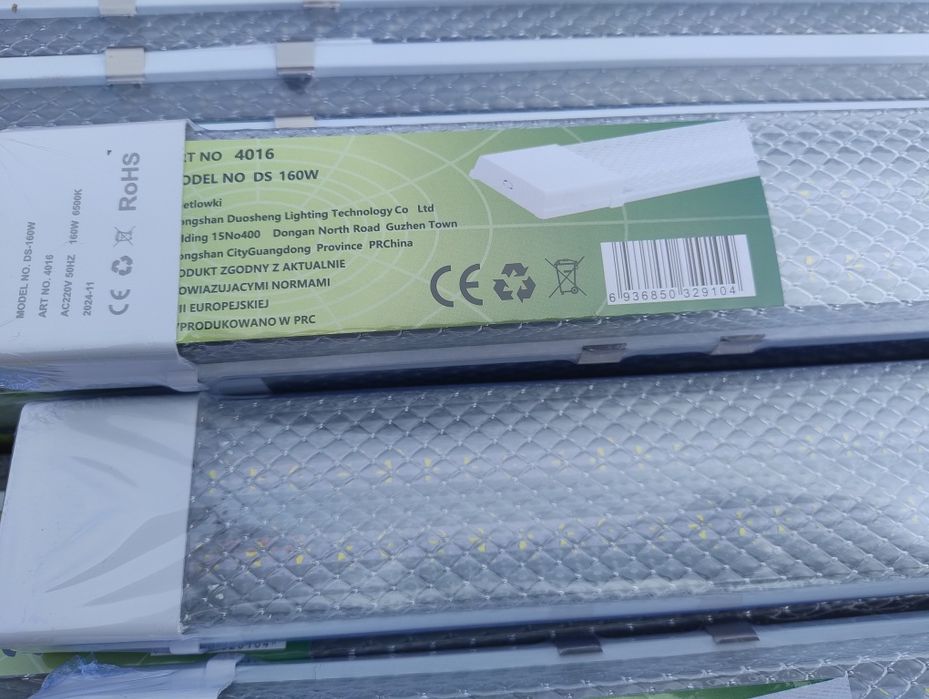 MODEL NO. DS-160W
ART NO. 4016
AC220V 50HZ 160W 6500K
2024-11
CE
RoHS
RT NO 4016
ODEL NO DS 160W
etlowki
ongshan Duosheng Lighting Technology Co Ltd
lding 15No400 Dongan North Road Guzhen Town
ongshan CityGuangdong Province PRChina
ODUKT ZGODNY Z AKTUALNIE
OWIAZUJACYMI NORMAMI
II EUROPEJSKIEJ
PRODUKOWANO W PRC
CE
6 936850 329104